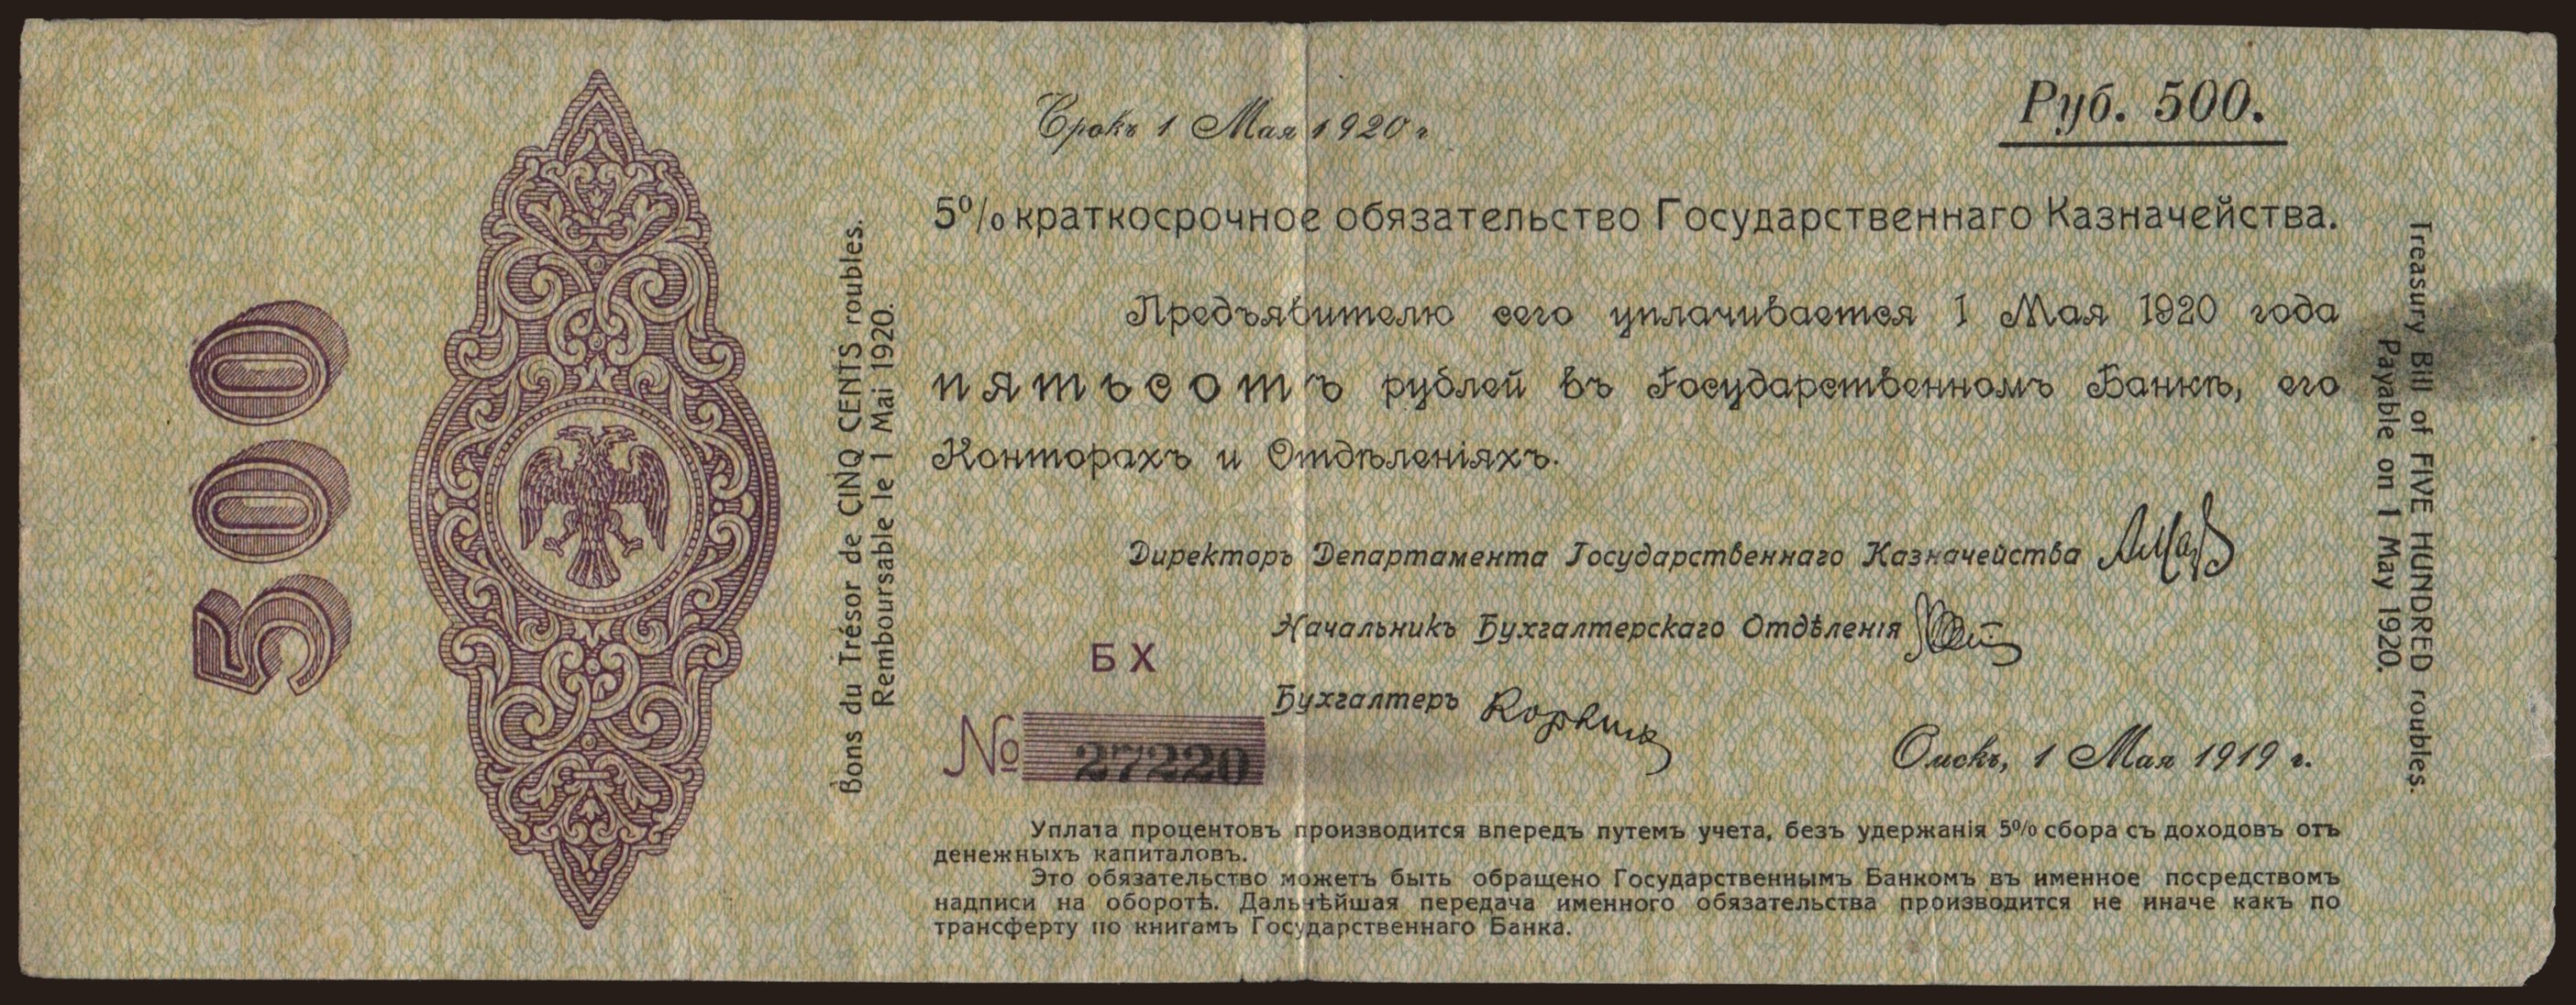 500
Bons du Trésor de CINQ CENTS roubles.
Remboursable le 1 Mai 1920.
Срокъ 1 Мая 1920 г
Руб. 500.
5% краткосрочное обязательство Государственнаго Казначейства.
Предъявителю сего уплачивается 1 Мая 1920 года
пятьсотъ рублей въ Государственномъ Банкѣ, его
Конторахъ и Отдѣленіяхъ.
Директоръ Департамента Государственнаго Казначейства
Начальникъ Бухгалтерскаго Отдѣленія
БХ
Бухгалтеръ
№ 27220
Омскъ, 1 Мая 1919 г.
Уплата процентовъ производится впередъ путемъ учета, безъ удержанія 5% сбора съ доходовъ отъ
денежныхъ капиталовъ.
Это обязательство можетъ быть обращено Государственнымъ Банкомъ въ именное посредствомъ
надписи на оборотѣ. Дальнѣйшая передача именного обязательства производится не иначе какъ по
трансферту по книгамъ Государственнаго Банка.
Treasury Bill of FIVE HUNDRED roubles.
Payable on 1 May 1920.